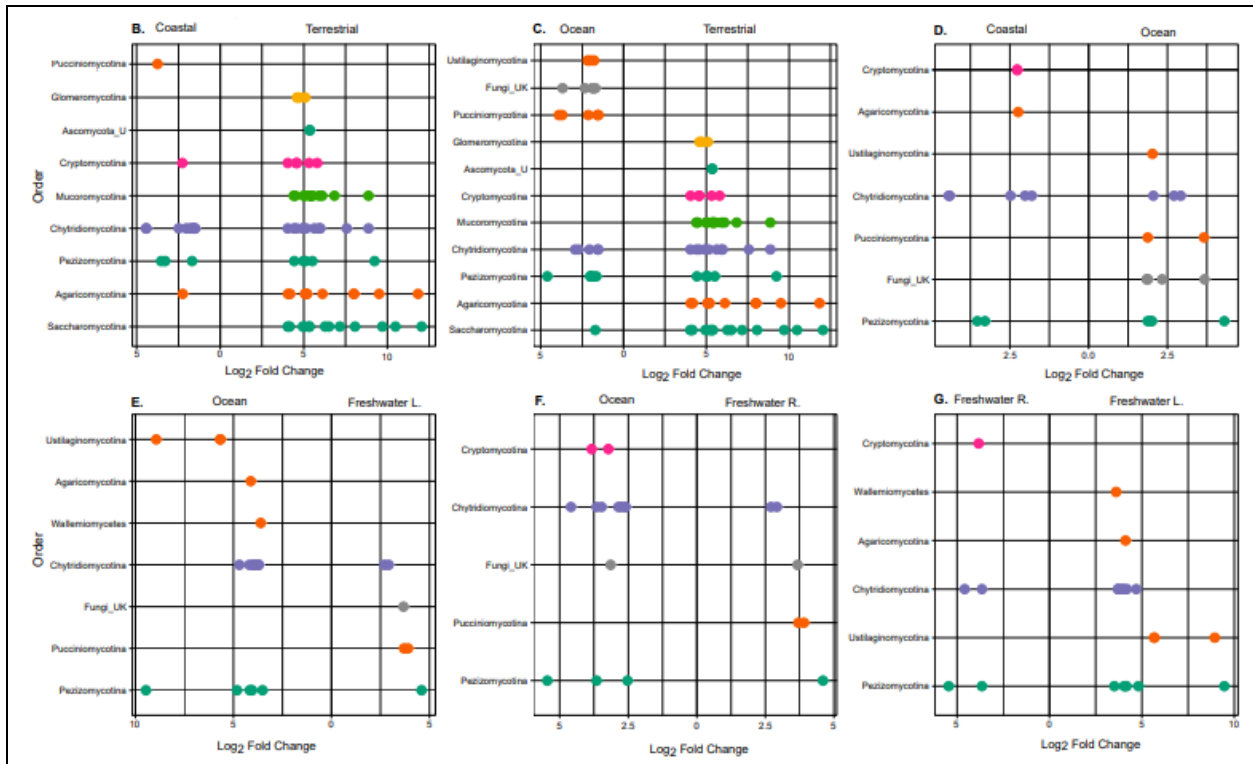 B. Coastal Terrestrial
Pucciniomycotina
Glomeromycotina
Ascomycota_U
Cryptomycotina
Mucoromycotina
Chytridiomycotina
Pezizomycotina
Agaricomycotina
Saccharomycotina
Order
5 0 5 10
Log2 Fold Change
C. Ocean Terrestrial
Ustilaginomycotina
Fungi_UK
Pucciniomycotina
Glomeromycotina
Ascomycota_U
Cryptomycotina
Mucoromycotina
Chytridiomycotina
Pezizomycotina
Agaricomycotina
Saccharomycotina
5 0 5 10
Log2 Fold Change
D. Coastal Ocean
Cryptomycotina
Agaricomycotina
Ustilaginomycotina
Chytridiomycotina
Pucciniomycotina
Fungi_UK
Pezizomycotina
2.5 0.0 2.5
Log2 Fold Change
E. Ocean Freshwater L.
Ustilaginomycotina
Agaricomycotina
Wallemiomycetes
Chytridiomycotina
Fungi_UK
Pucciniomycotina
Pezizomycotina
Order
10 5 0 5
Log2 Fold Change
F. Ocean Freshwater R.
Cryptomycotina
Chytridiomycotina
Fungi_UK
Pucciniomycotina
Pezizomycotina
5 2.5 0 2.5 5
Log2 Fold Change
G. Freshwater R. Freshwater L.
Cryptomycotina
Wallemiomycetes
Agaricomycotina
Chytridiomycotina
Ustilaginomycotina
Pezizomycotina
5 0 5 10
Log2 Fold Change